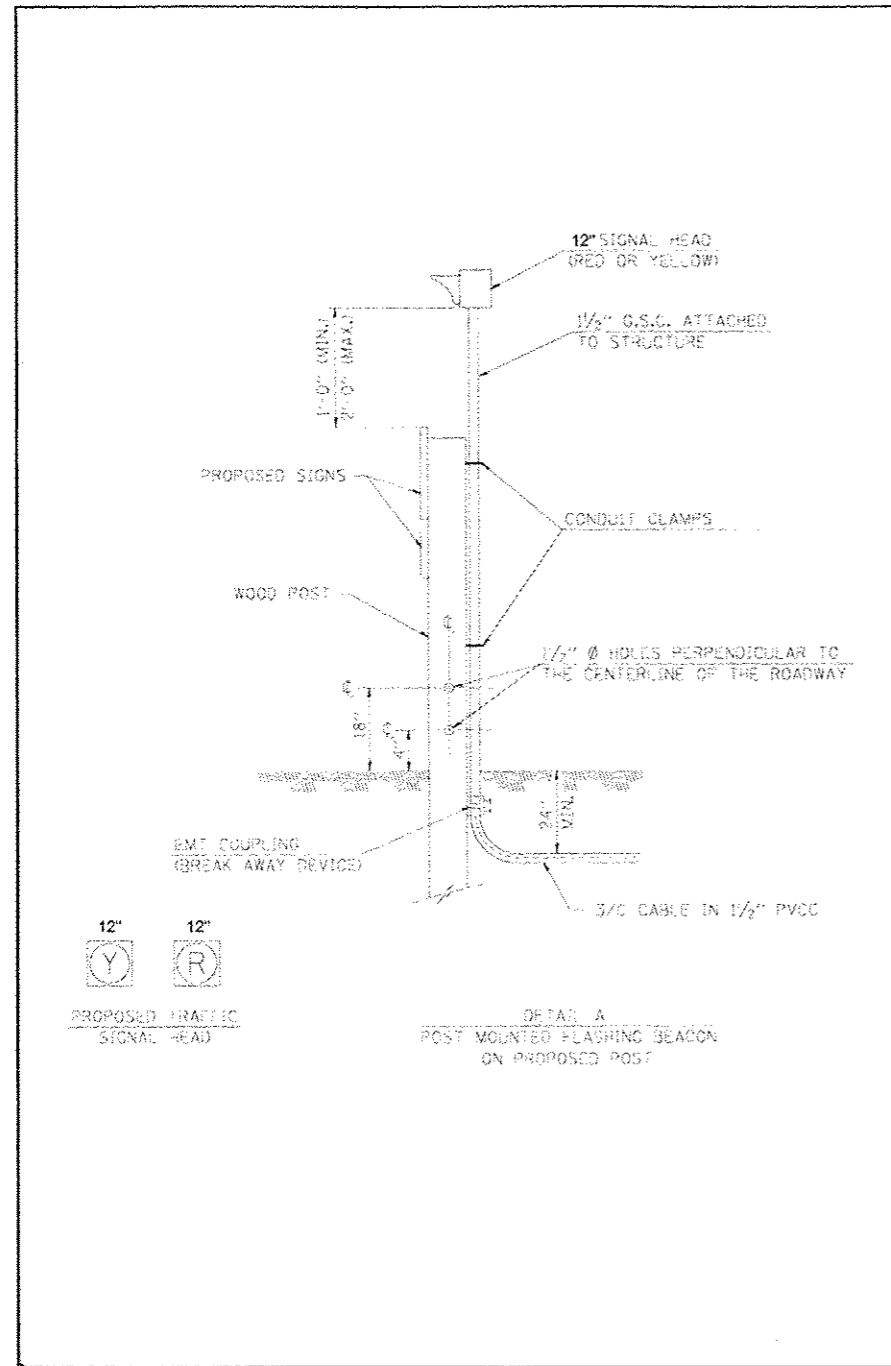 12" SIGNAL HEAD
(RED OR YELLOW)
1½" G.S.C. ATTACHED
TO STRUCTURE
1'-0" (MIN.)
2'-0" (MAX.)
PROPOSED SIGNS
CONDUIT CLAMPS
WOOD POST
℄
1½" Ø HOLES PERPENDICULAR TO
THE CENTERLINE OF THE ROADWAY
℄
18"
℄
4"
24"
MIN.
EMT COUPLING
(BREAK AWAY DEVICE)
3/C CABLE IN 1½" PVCC
12" 12"
Y R
PROPOSED TRAFFIC
SIGNAL HEAD
DETAIL A
POST MOUNTED FLASHING BEACON
ON PROPOSED POST